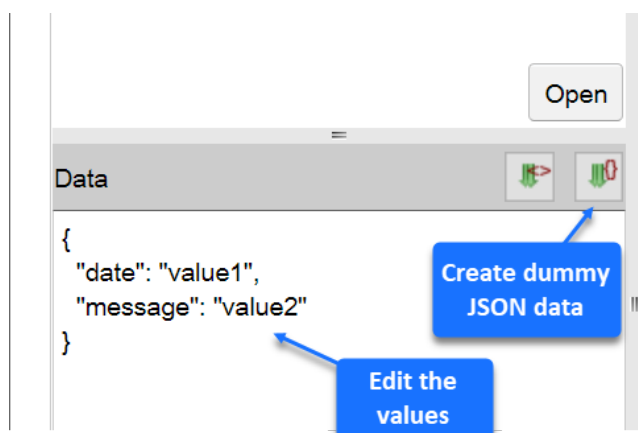 Open
Data
<>
{}
{
"date": "value1",
"message": "value2"
}
Create dummy
JSON data
Edit the
values